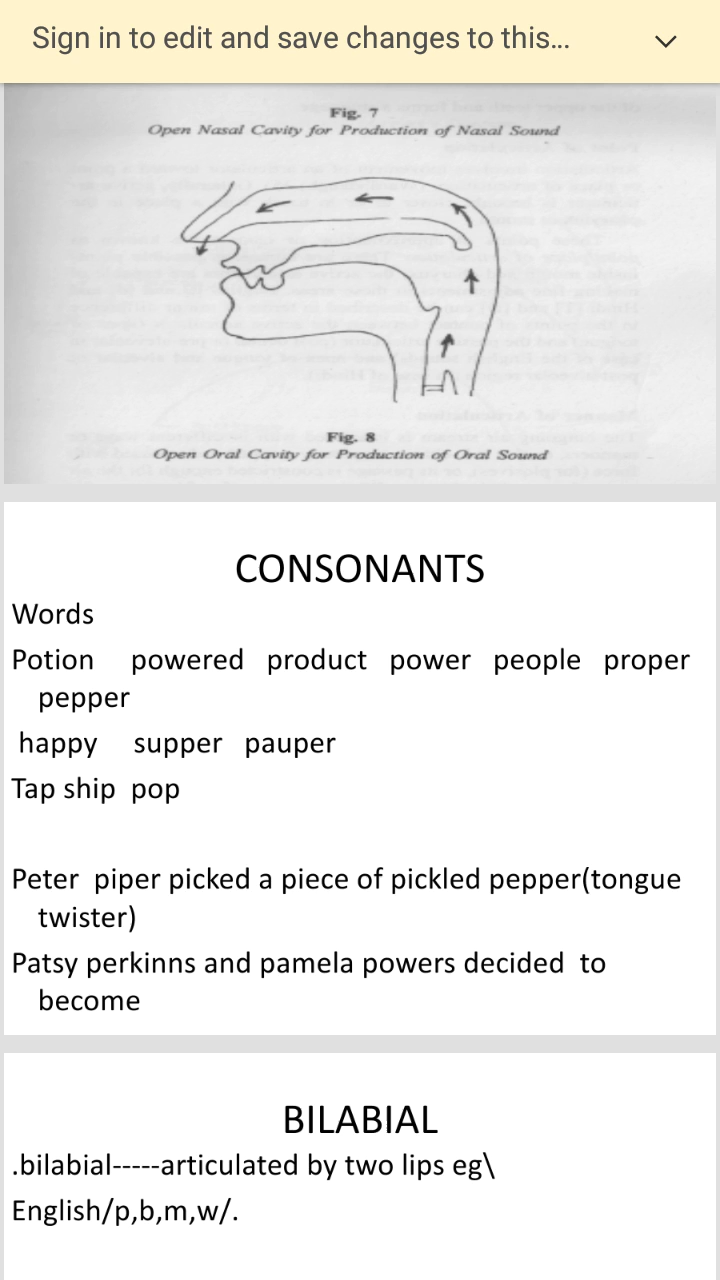 Sign in to edit and save changes to this...
Fig. 7
Open Nasal Cavity for Production of Nasal Sound
Fig. 8
Open Oral Cavity for Production of Oral Sound
CONSONANTS
Words
Potion powered product power people proper
pepper
happy supper pauper
Tap ship pop
Peter piper picked a piece of pickled pepper(tongue
twister)
Patsy perkinns and pamela powers decided to
become
BILABIAL
.bilabial-----articulated by two lips eg\
English/p,b,m,w/.